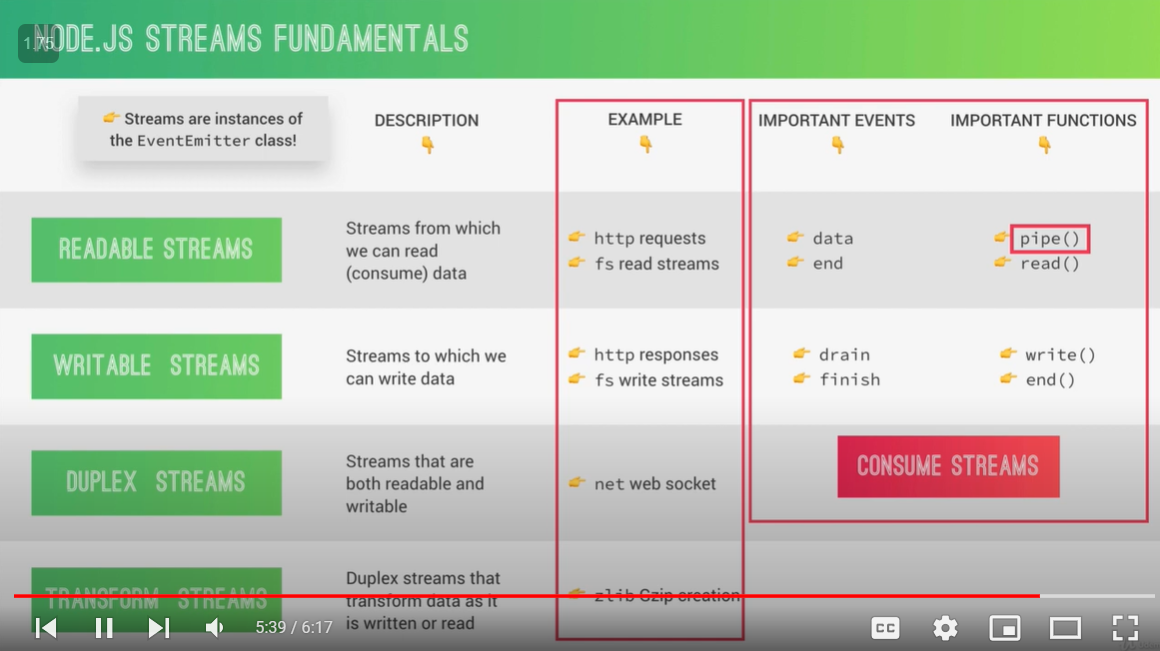 NODE.JS STREAMS FUNDAMENTALS
1.75
Streams are instances of
the EventEmitter class!
DESCRIPTION
EXAMPLE
IMPORTANT EVENTS
IMPORTANT FUNCTIONS
READABLE STREAMS
Streams from which
we can read
(consume) data
http requests
fs read streams
data
end
pipe()
read()
WRITABLE STREAMS
Streams to which we
can write data
http responses
fs write streams
drain
finish
write()
end()
DUPLEX STREAMS
Streams that are
both readable and
writable
net web socket
CONSUME STREAMS
TRANSFORM STREAMS
Duplex streams that
transform data as it
is written or read
zlib Gzip creation
5:39 / 6:17
CC